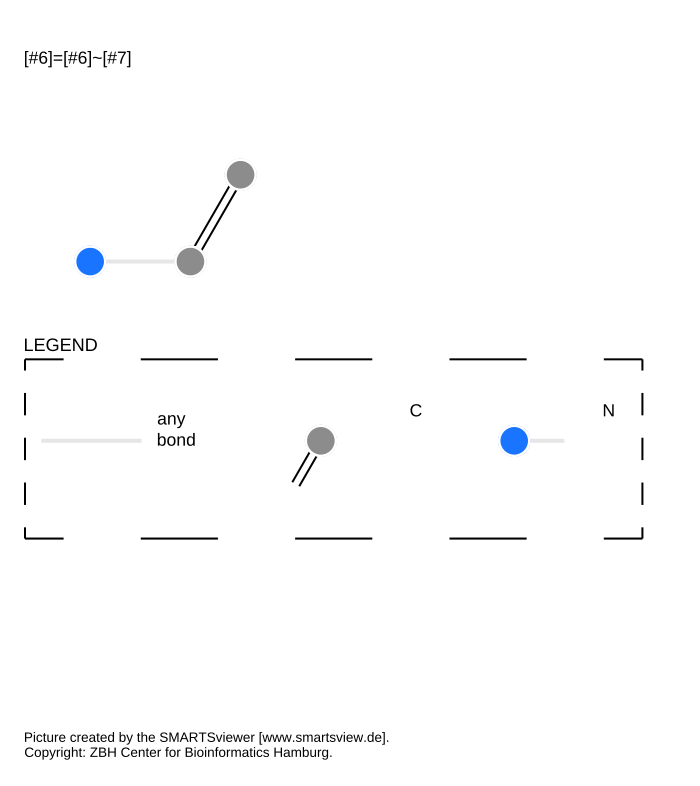 [#6]=[#6]~[#7]
LEGEND
any
bond
C
N
Picture created by the SMARTSviewer [www.smartsview.de].
Copyright: ZBH Center for Bioinformatics Hamburg.